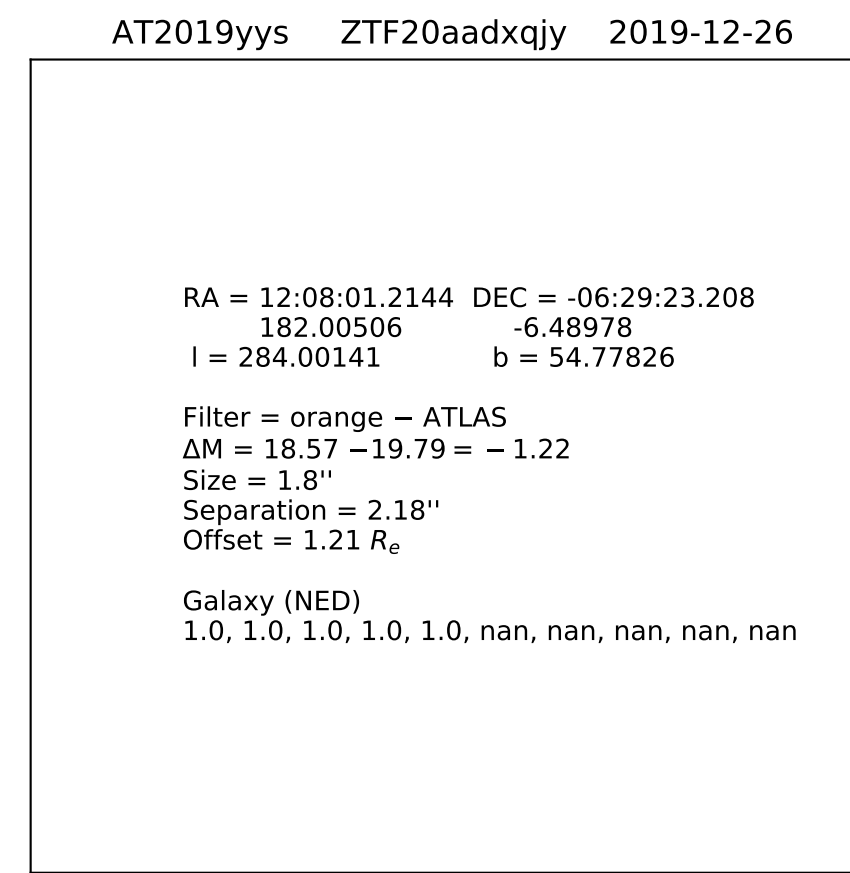 AT2019yys ZTF20aadxqjy 2019-12-26
RA = 12:08:01.2144 DEC = -06:29:23.208
182.00506 -6.48978
l = 284.00141 b = 54.77826
Filter = orange − ATLAS
ΔM = 18.57 −19.79 = − 1.22
Size = 1.8''
Separation = 2.18''
Offset = 1.21 Re
Galaxy (NED)
1.0, 1.0, 1.0, 1.0, 1.0, nan, nan, nan, nan, nan